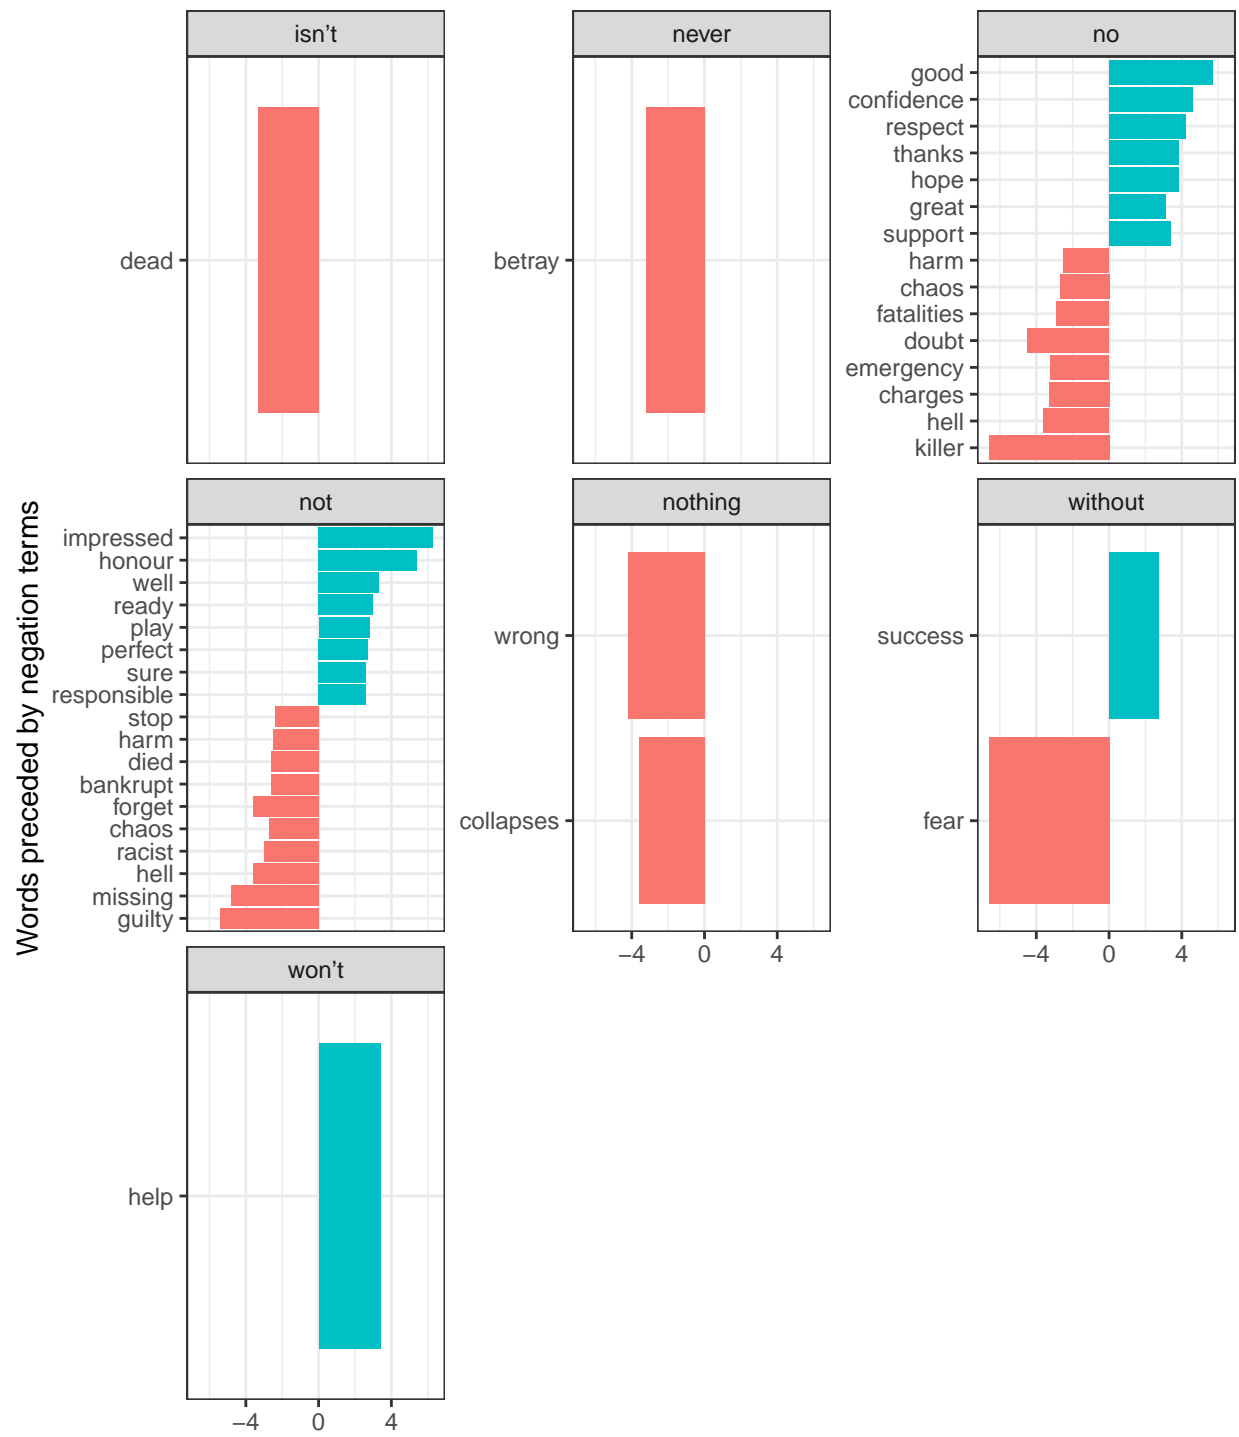 isn't
never
no
dead
betray
good
confidence
respect
thanks
hope
great
support
harm
chaos
fatalities
doubt
emergency
charges
hell
killer
Words preceded by negation terms
not
nothing
without
impressed
honour
well
ready
play
perfect
sure
responsible
stop
harm
died
bankrupt
forget
chaos
racist
hell
missing
guilty
wrong
collapses
success
fear
−4 0 4
−4 0 4
won't
help
−4 0 4